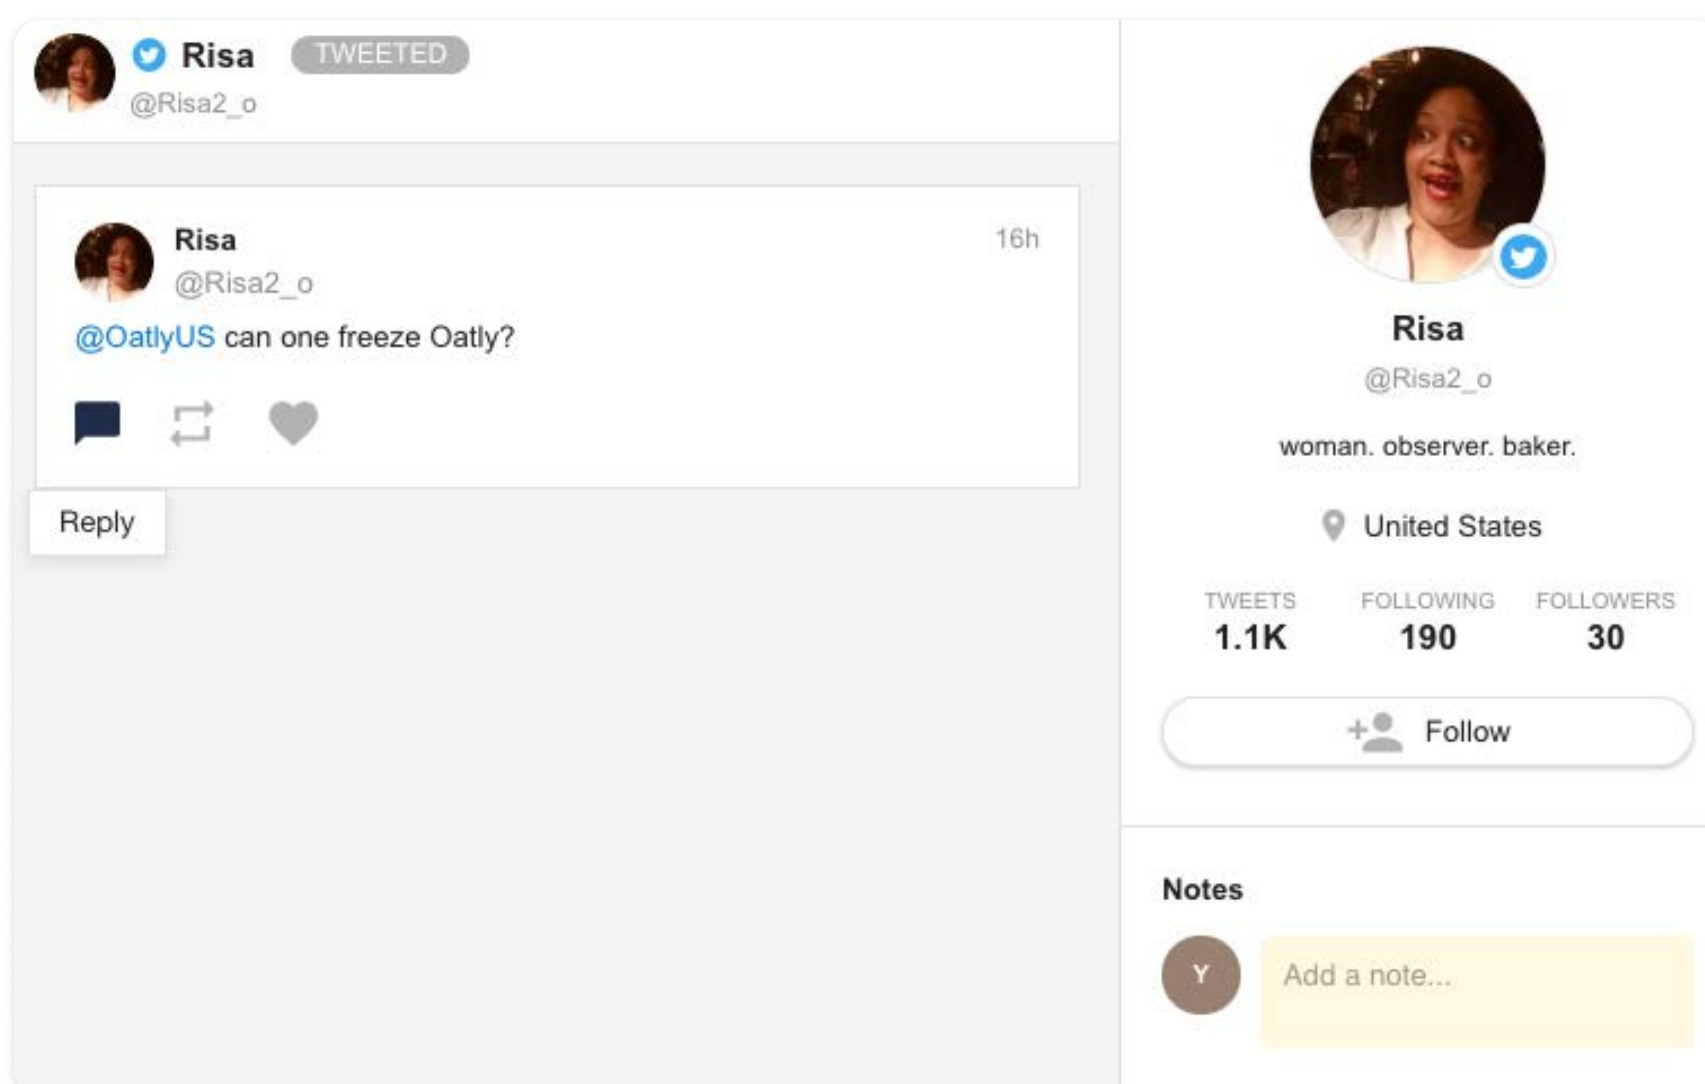 Risa TWEETED
@Risa2_o
Risa 16h
@Risa2_o
@OatlyUS can one freeze Oatly?
Reply
Risa
@Risa2_o
woman. observer. baker.
United States
TWEETS FOLLOWING FOLLOWERS
1.1K 190 30
Follow
Notes
Y Add a note...